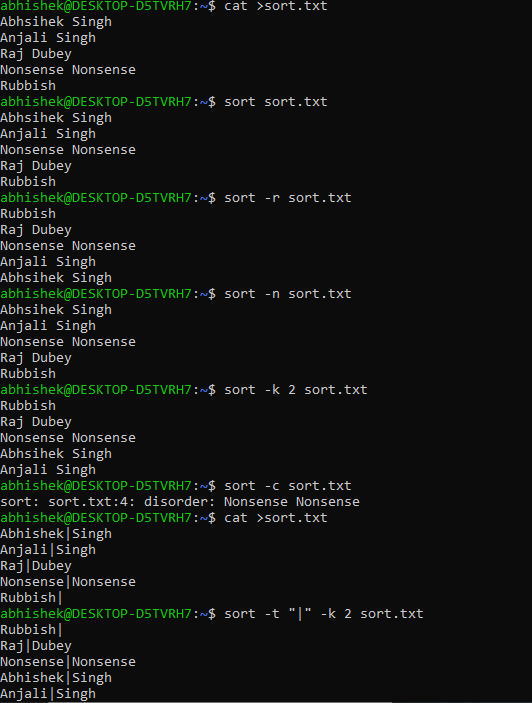 abhishek@DESKTOP-D5TVRH7:~$ cat >sort.txt
Abhsihek Singh
Anjali Singh
Raj Dubey
Nonsense Nonsense
Rubbish
abhishek@DESKTOP-D5TVRH7:~$ sort sort.txt
Abhsihek Singh
Anjali Singh
Nonsense Nonsense
Raj Dubey
Rubbish
abhishek@DESKTOP-D5TVRH7:~$ sort -r sort.txt
Rubbish
Raj Dubey
Nonsense Nonsense
Anjali Singh
Abhsihek Singh
abhishek@DESKTOP-D5TVRH7:~$ sort -n sort.txt
Abhsihek Singh
Anjali Singh
Nonsense Nonsense
Raj Dubey
Rubbish
abhishek@DESKTOP-D5TVRH7:~$ sort -k 2 sort.txt
Rubbish
Raj Dubey
Nonsense Nonsense
Abhsihek Singh
Anjali Singh
abhishek@DESKTOP-D5TVRH7:~$ sort -c sort.txt
sort: sort.txt:4: disorder: Nonsense Nonsense
abhishek@DESKTOP-D5TVRH7:~$ cat >sort.txt
Abhishek|Singh
Anjali|Singh
Raj|Dubey
Nonsense|Nonsense
Rubbish|
abhishek@DESKTOP-D5TVRH7:~$ sort -t "|" -k 2 sort.txt
Rubbish|
Raj|Dubey
Nonsense|Nonsense
Abhishek|Singh
Anjali|Singh